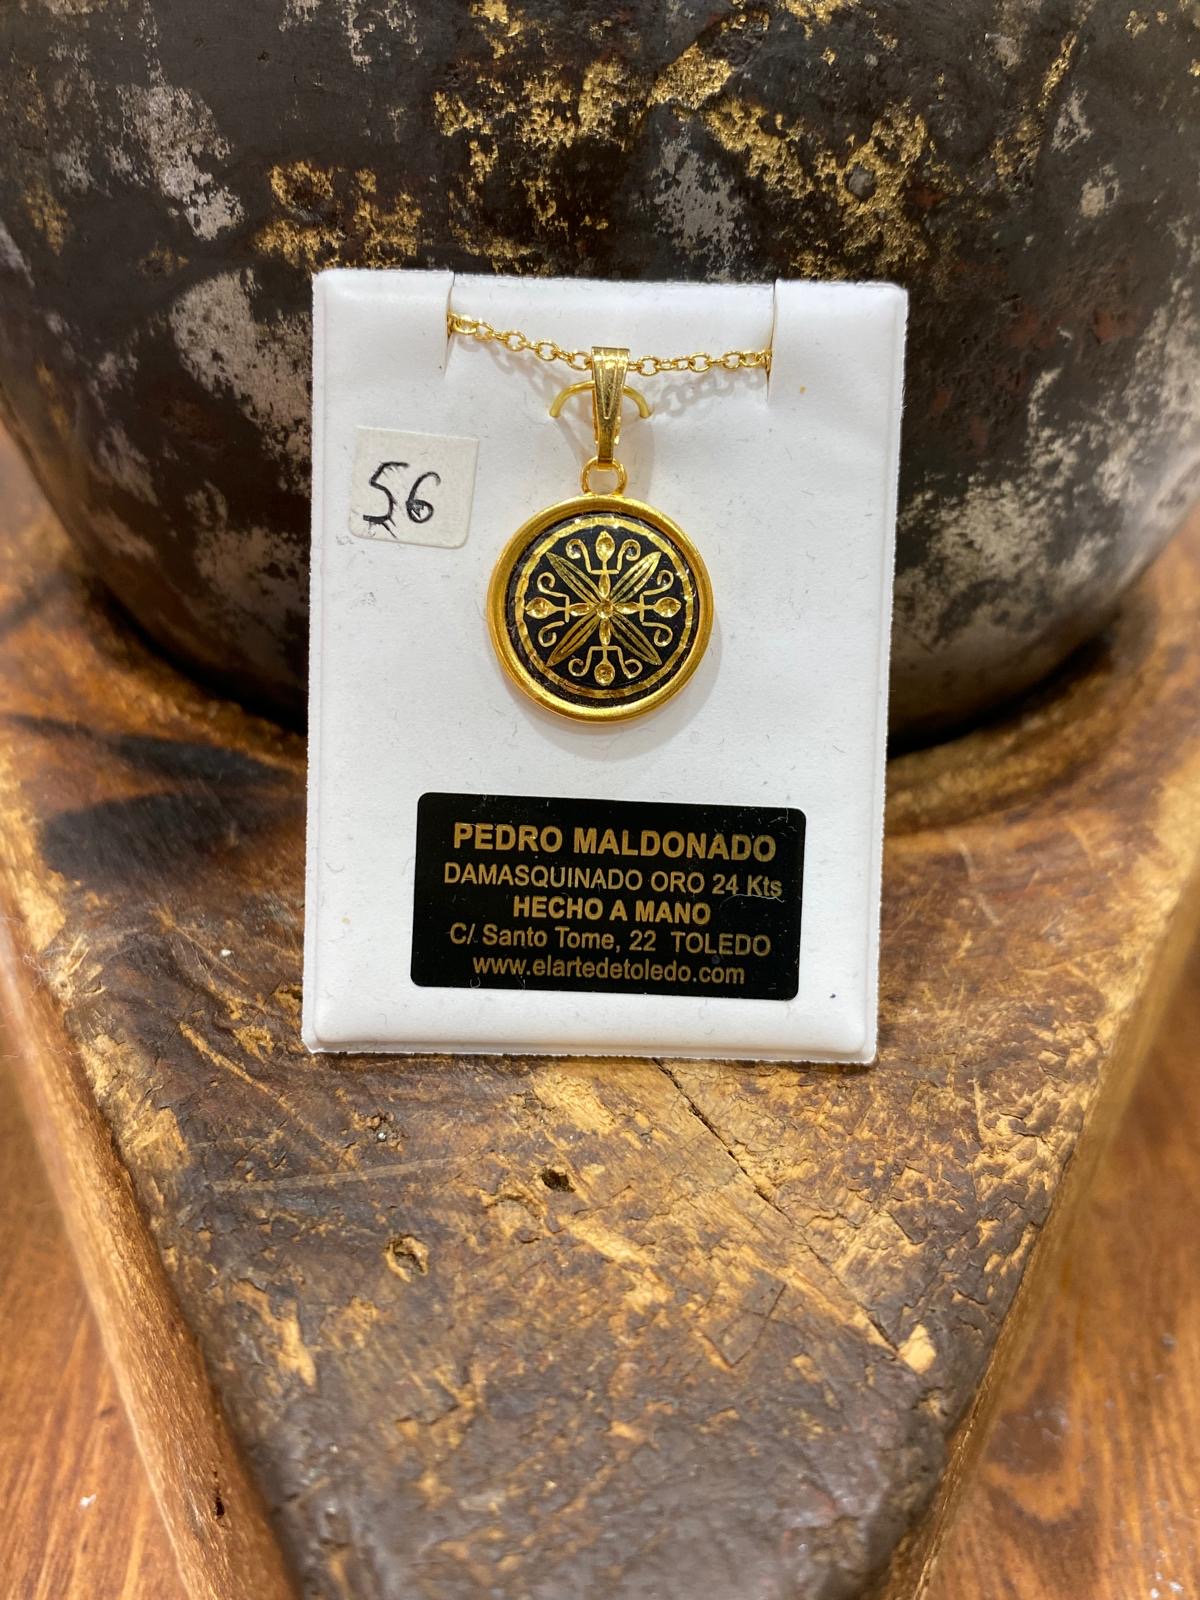 56
PEDRO MALDONADO
DAMASQUINADO ORO 24 Kts
HECHO A MANO
C/ Santo Tome, 22 TOLEDO
www.elartedetoledo.com